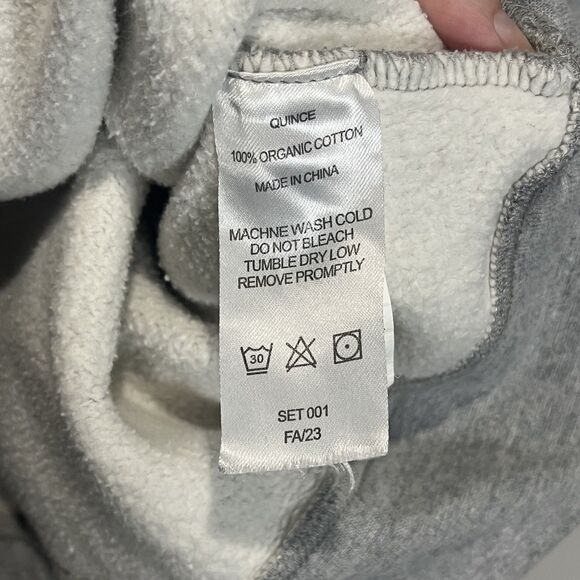 QUINCE
100% ORGANIC COTTON
MADE IN CHINA
MACHNE WASH COLD
DO NOT BLEACH
TUMBLE DRY LOW
REMOVE PROMPTLY
30
SET 001
FA/23